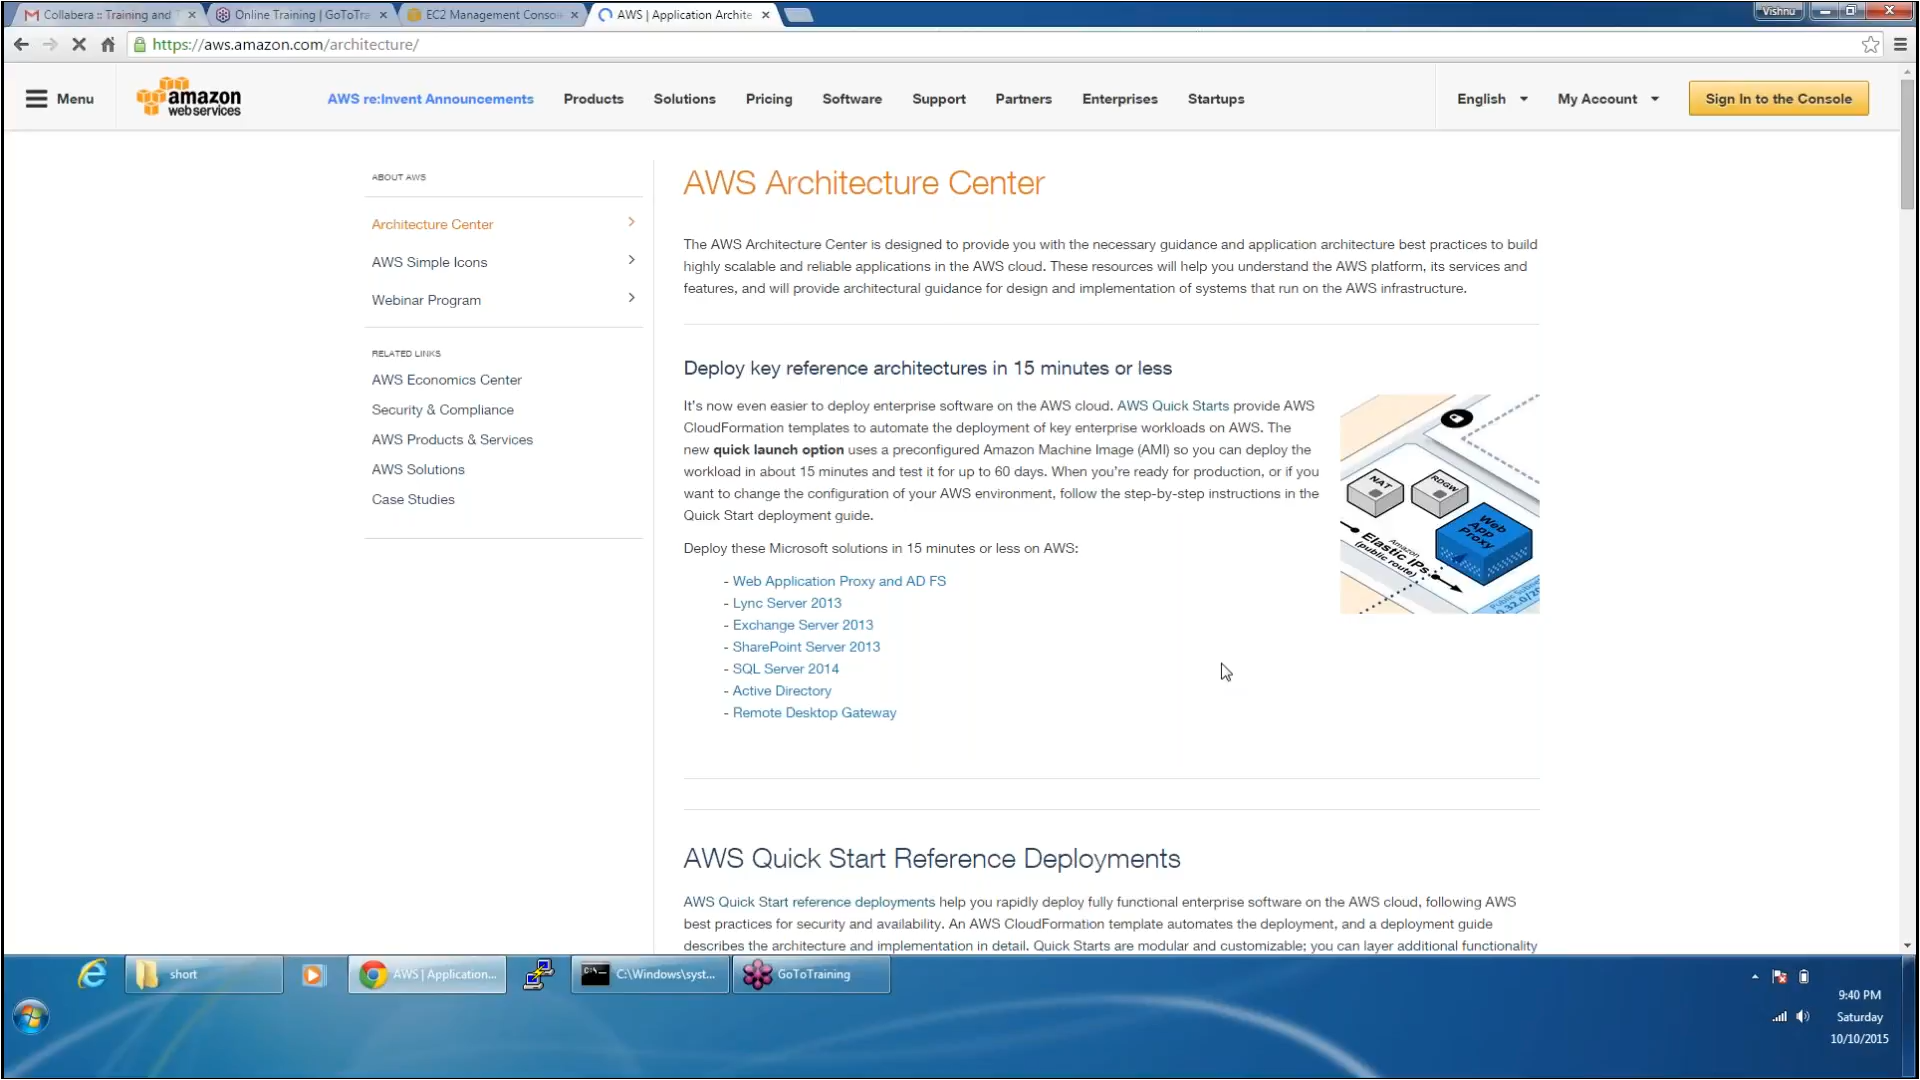 Collabera :: Training and T
Online Training | GoToTra
EC2 Management Conso
AWS | Application Archite
Vishnu
https://aws.amazon.com/architecture/
Menu
amazon
webservices
AWS re:Invent Announcements
Products
Solutions
Pricing
Software
Support
Partners
Enterprises
Startups
English
My Account
Sign In to the Console
ABOUT AWS
Architecture Center
AWS Simple Icons
Webinar Program
RELATED LINKS
AWS Economics Center
Security & Compliance
AWS Products & Services
AWS Solutions
Case Studies
AWS Architecture Center
The AWS Architecture Center is designed to provide you with the necessary guidance and application architecture best practices to build
highly scalable and reliable applications in the AWS cloud. These resources will help you understand the AWS platform, its services and
features, and will provide architectural guidance for design and implementation of systems that run on the AWS infrastructure.
Deploy key reference architectures in 15 minutes or less
It's now even easier to deploy enterprise software on the AWS cloud. AWS Quick Starts provide AWS
CloudFormation templates to automate the deployment of key enterprise workloads on AWS. The
new quick launch option uses a preconfigured Amazon Machine Image (AMI) so you can deploy the
workload in about 15 minutes and test it for up to 60 days. When you're ready for production, or if you
want to change the configuration of your AWS environment, follow the step-by-step instructions in the
Quick Start deployment guide.
Deploy these Microsoft solutions in 15 minutes or less on AWS:
- Web Application Proxy and AD FS
- Lync Server 2013
- Exchange Server 2013
- SharePoint Server 2013
- SQL Server 2014
- Active Directory
- Remote Desktop Gateway
NAT
RDGW
Web
App
Proxy
Amazon
Elastic IPs
(public route)
Public Subn
0.32.0/20
AWS Quick Start Reference Deployments
AWS Quick Start reference deployments help you rapidly deploy fully functional enterprise software on the AWS cloud, following AWS
best practices for security and availability. An AWS CloudFormation template automates the deployment, and a deployment guide
describes the architecture and implementation in detail. Quick Starts are modular and customizable; you can layer additional functionality
short
AWS | Application...
C:\Windows\syst...
GoToTraining
9:40 PM
Saturday
10/10/2015